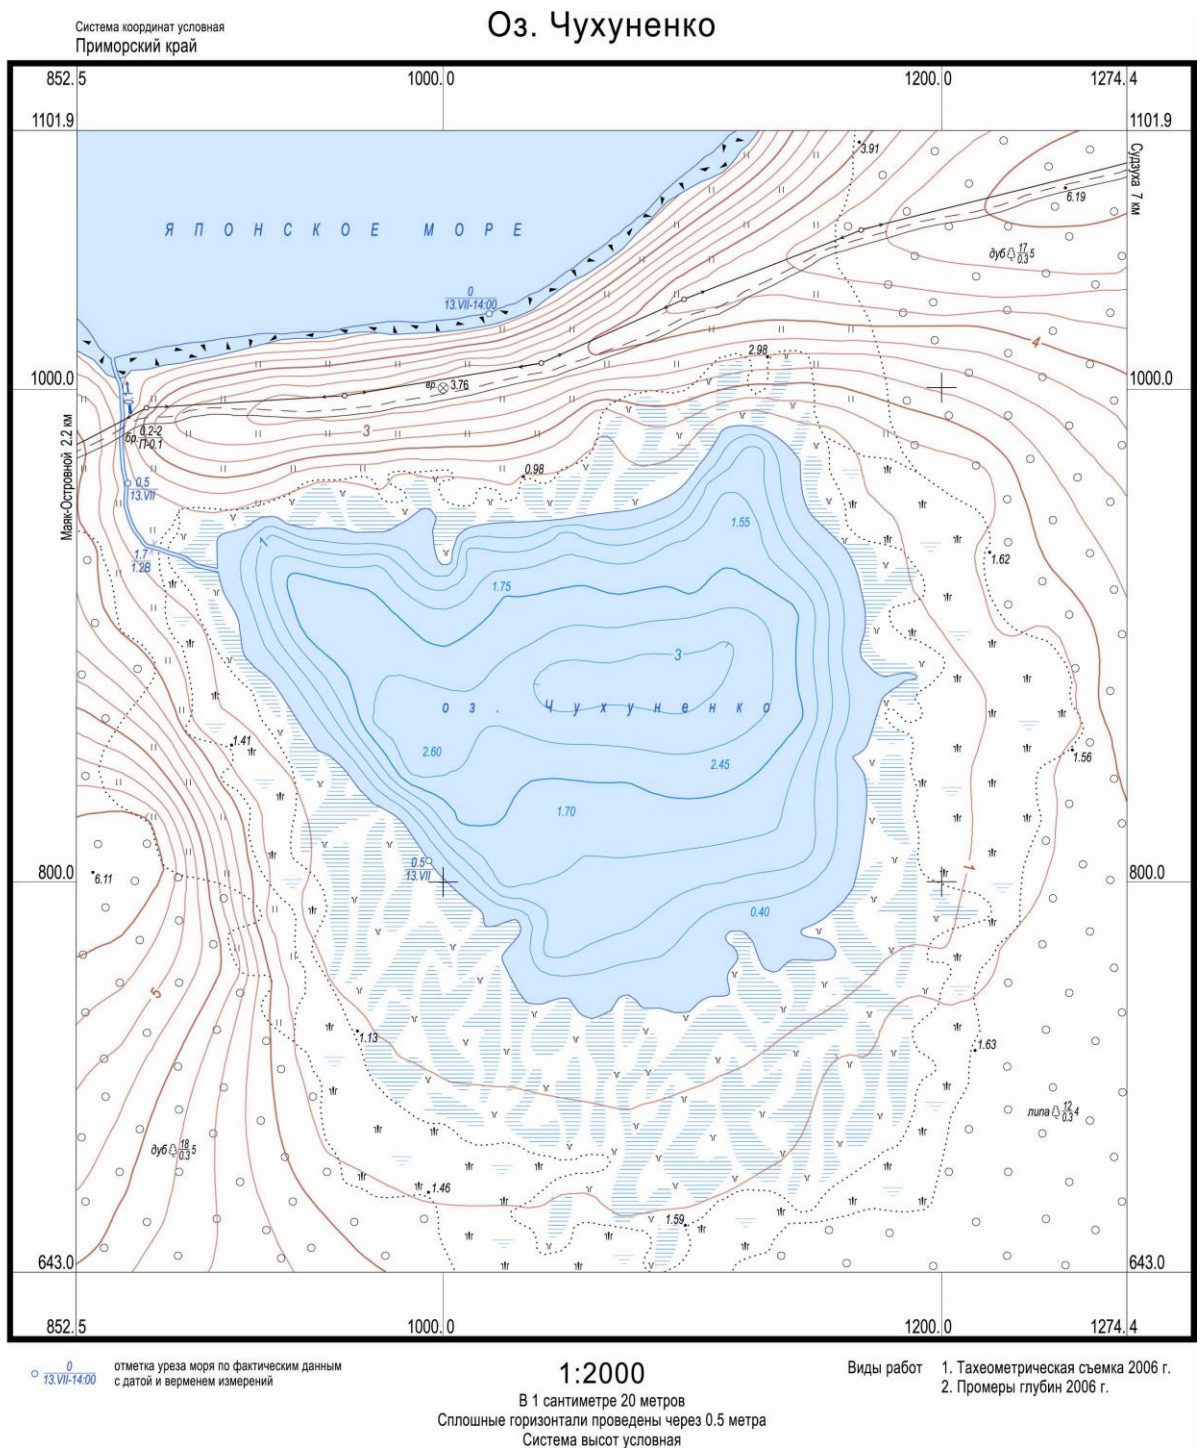 Оз. Чухуненко
Система координат условная
Приморский край
852.5
1000.0
1200.0
1274.4
1101.9
1101.9
Судзуха 7 км
3.91
6.19
ЯПОНСКОЕ МОРЕ
дуб 17 0.3 5
0
13.VII-14:00
4
2.98
1000.0
1000.0
вр. 3.76
0.1
бр. 0,2-2
П-0,1
3
0.98
Маяк-Островной 2.2 км
0,5
13.VII
1.55
1
1.7
1.2В
1.62
1.75
3
оз. Чухуненко
1.41
2.60
2.45
1.56
1.70
0.5
13.VII
1
6.11
800.0
800.0
0.40
5
1.13
1.63
липа 12 0.3 4
дуб 18 0.3 5
1.46
1.59
643.0
643.0
852.5
1000.0
1200.0
1274.4
0
13.VII-14:00
отметка уреза моря по фактическим данным
с датой и верменем измерений
1:2000
В 1 сантиметре 20 метров
Сплошные горизонтали проведены через 0.5 метра
Система высот условная
Виды работ 1. Тахеометрическая съемка 2006 г.
2. Промеры глубин 2006 г.